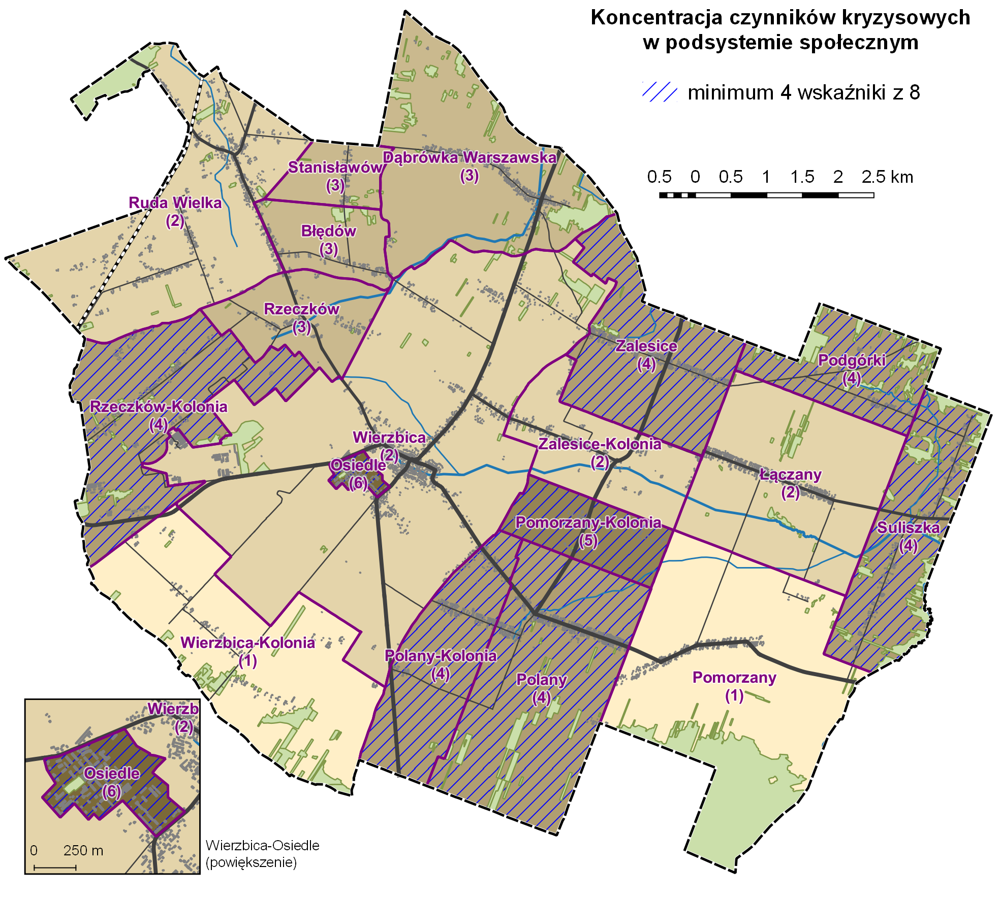 Koncentracja czynników kryzysowych
w podsystemie społecznym
minimum 4 wskaźniki z 8
0.5 0 0.5 1 1.5 2 2.5 km
Dąbrówka Warszawska
(3)
Stanisławów
(3)
Ruda Wielka
(2)
Błędów
(3)
Rzeczków
(3)
Zalesice
(4)
Podgórki
(4)
Rzeczków-Kolonia
(4)
Wierzbica
(2)
Zalesice-Kolonia
(2)
Osiedle
(6)
Łączany
(2)
Pomorzany-Kolonia
(5)
Suliszka
(4)
Wierzbica-Kolonia
(1)
Polany-Kolonia
(4)
Polany
(4)
Pomorzany
(1)
Wierzb
(2)
Osiedle
(6)
0 250 m
Wierzbica-Osiedle
(powiększenie)